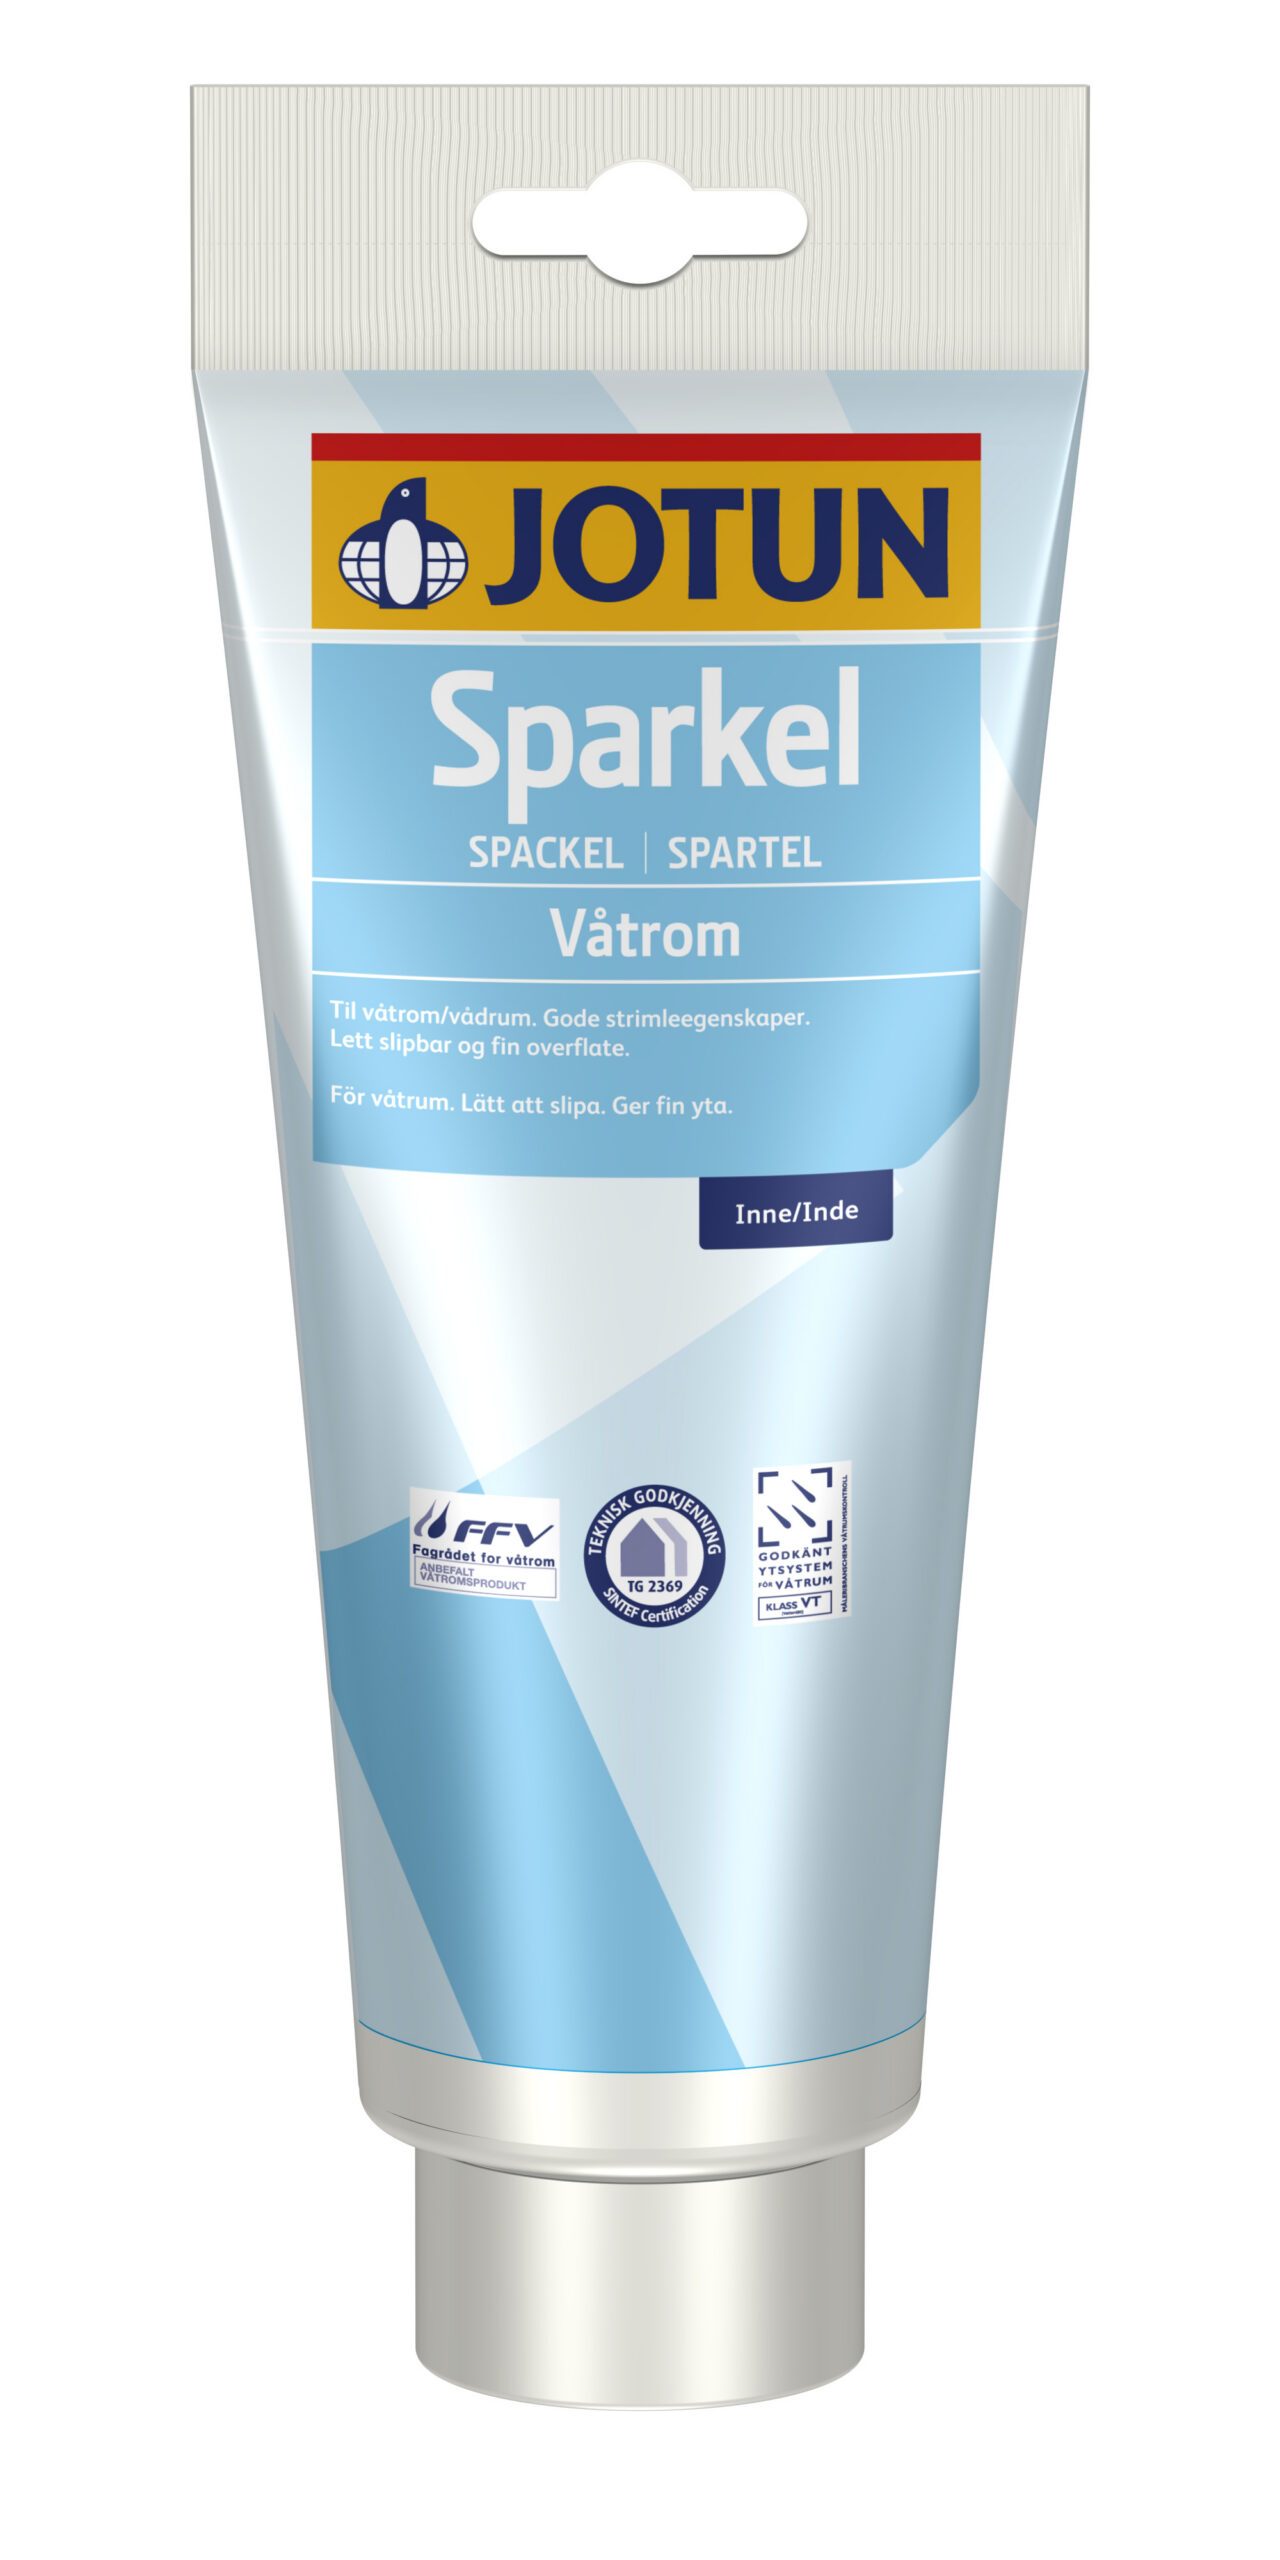 JOTUN
Sparkel
SPACKEL | SPARTEL
Våtrom
Til våtrom/vådrum. Gode strimleegenskaper.
Lett slipbar og fin overflate.
För våtrum. Lätt att slipa. Ger fin yta.
Inne/Inde
FFV
Fagrådet for våtrom
ANBEFALT
VÅTROMSPRODUKT
TEKNISK GODKJENNING
TG 2369
SINTEF Certification
GODKÄNT
YTSYSTEM
FÖR VÅTRUM
KLASS VT
MÅLERIBRANSCHENS VÅTRUMSKONTROLL